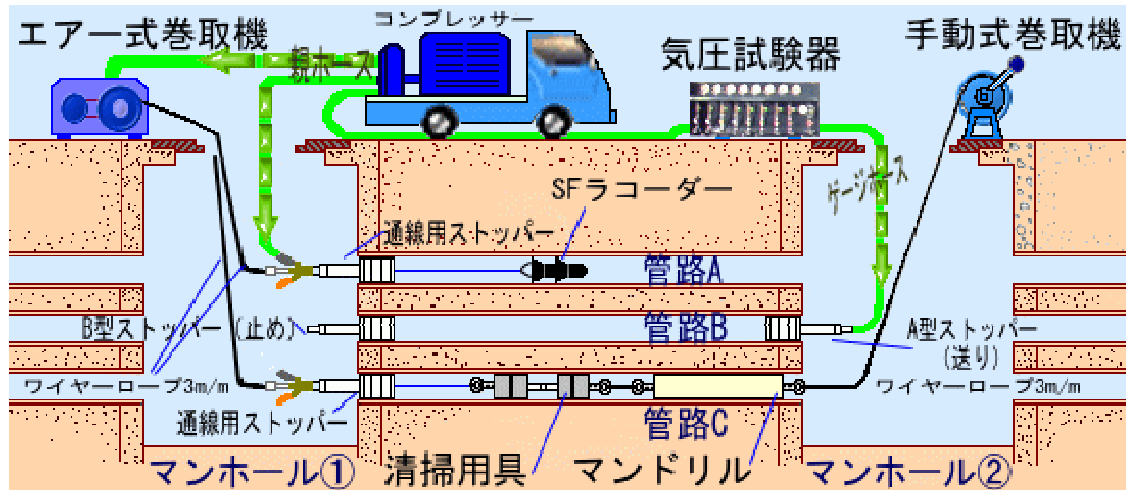 エアー式巻取機
コンプレッサー
手動式巻取機
親ホース
気圧試験器
SFラコーダー
ゲージホース
通線用ストッパー
管路A
B型ストッパー(止め)
管路B
A型ストッパー
(送り)
ワイヤーロープ3m/m
ワイヤーロープ3m/m
通線用ストッパー
管路C
マンホール①
清掃用具
マンドリル
マンホール②